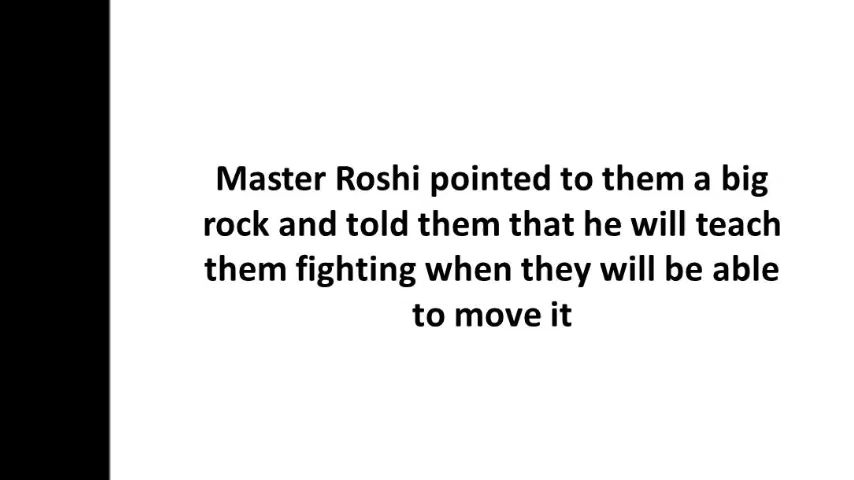 Master Roshi pointed to them a big
rock and told them that he will teach
them fighting when they will be able
to move it